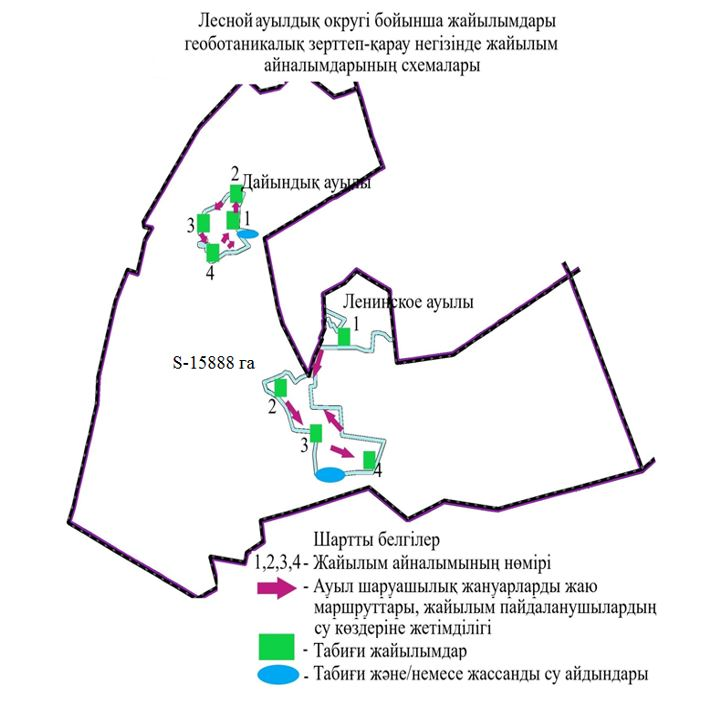 Лесной ауылдық округі бойынша жайылымдары
геоботаникалық зерттеп-қарау негізінде жайылым
айналымдарының схемалары
2
Дайындық ауылы
3
1
4
Ленинское ауылы
1
S-15888 га
2
3
4
Шартты белгілер
1,2,3,4 - Жайылым айналымының нөмірі
- Ауыл шаруашылық жануарларды жаю
маршруттары, жайылым пайдаланушылардың
су көздеріне жетімділігі
- Табиғи жайылымдар
- Табиғи және/немесе жассанды су айдындары